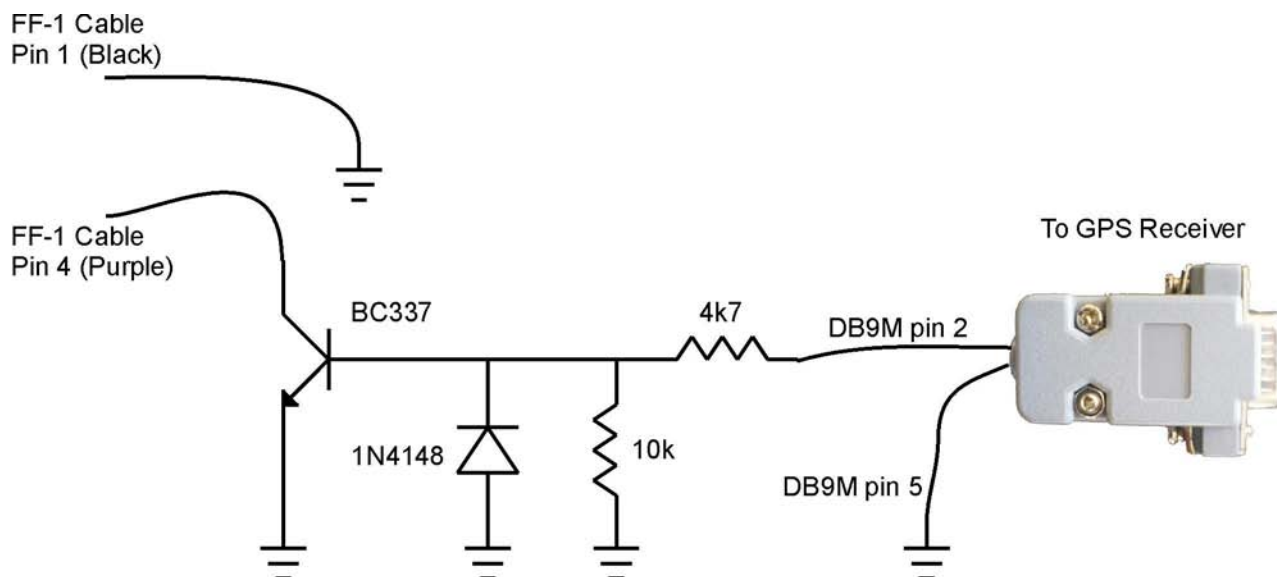 FF-1 Cable
Pin 1 (Black)
FF-1 Cable
Pin 4 (Purple)
To GPS Receiver
BC337
4k7
DB9M pin 2
1N4148
10k
DB9M pin 5